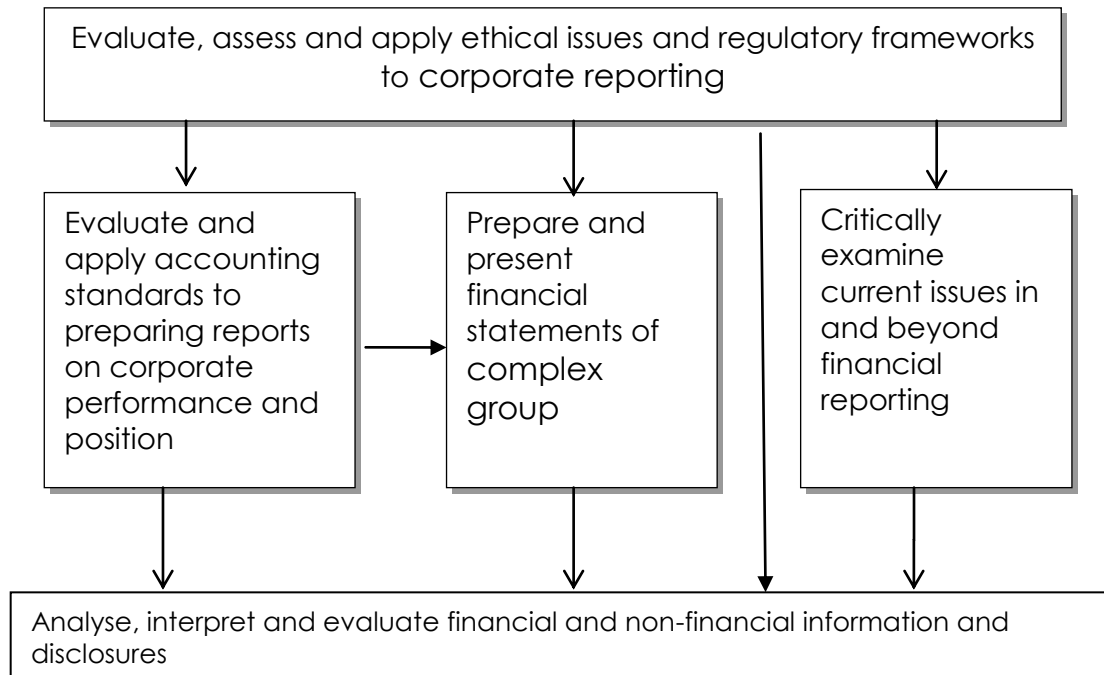 Evaluate, assess and apply ethical issues and regulatory frameworks
to corporate reporting
Evaluate and
apply accounting
standards to
preparing reports
on corporate
performance and
position
Prepare and
present
financial
statements of
complex
group
Critically
examine
current issues in
and beyond
financial
reporting
Analyse, interpret and evaluate financial and non-financial information and
disclosures